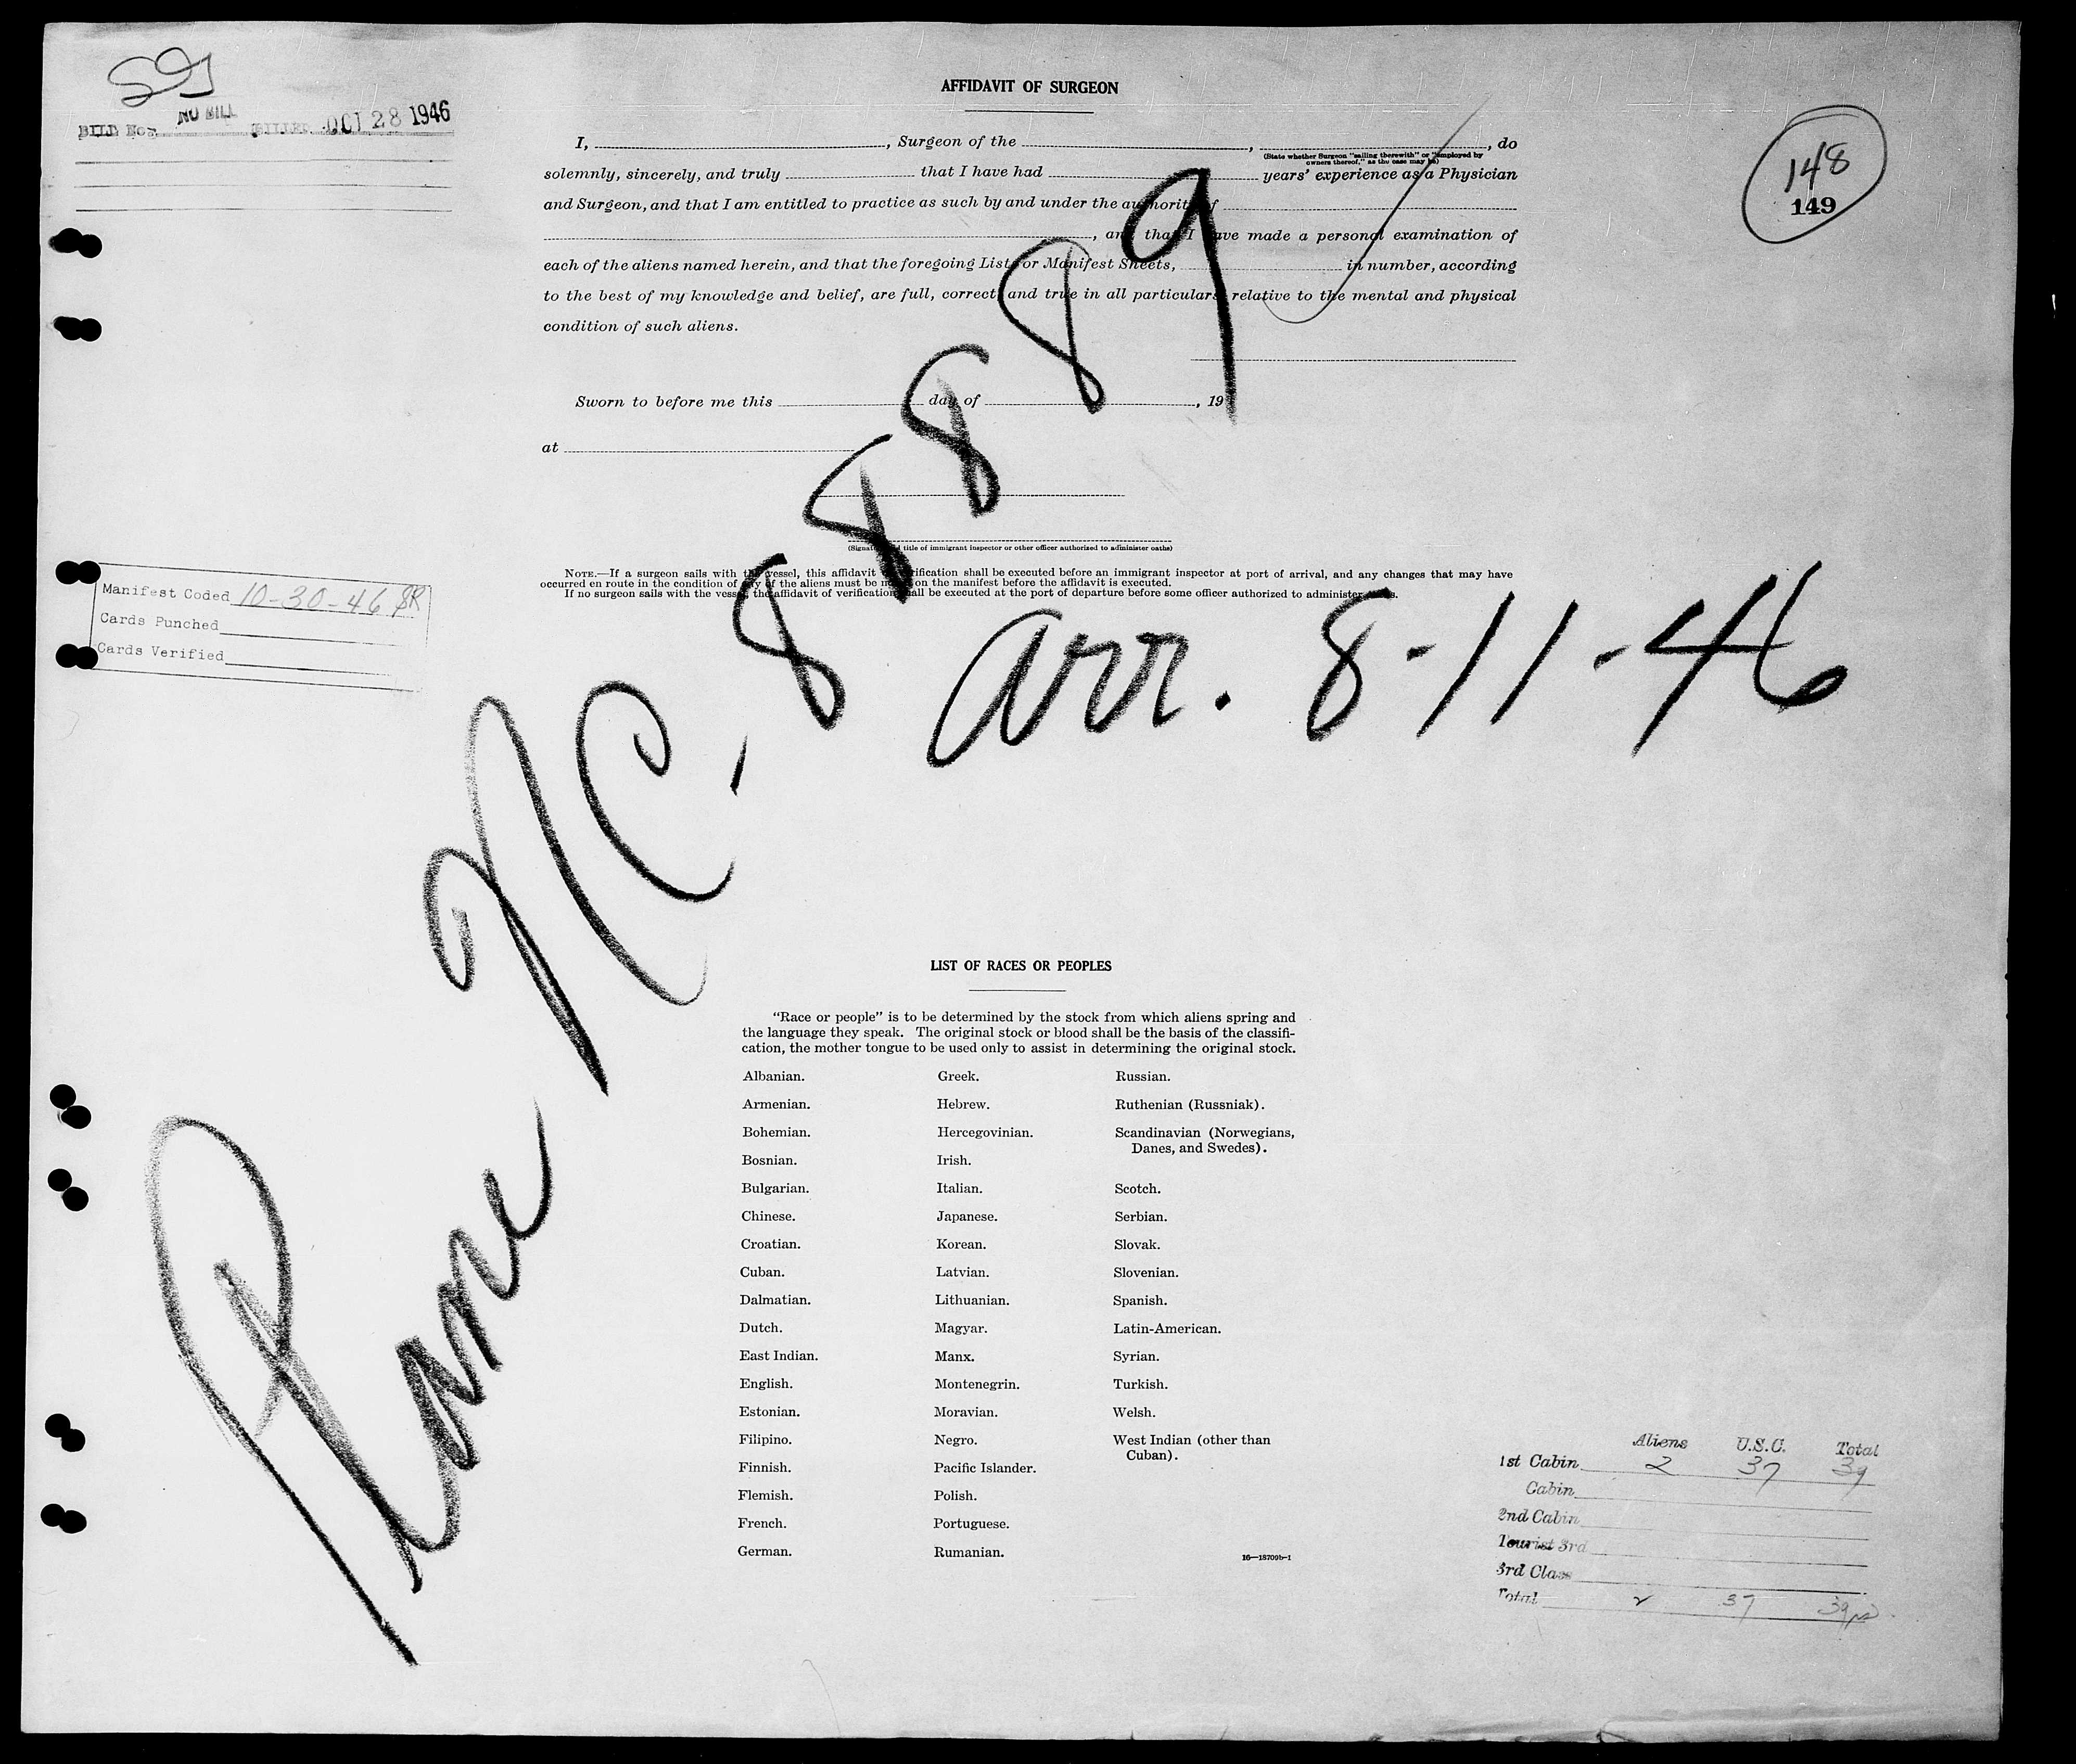 AFFIDAVIT OF SURGEON
BILL No. NO BILL BILLED OCT 28 1946
148
149
I, , Surgeon of the , , do
(State whether Surgeon "sailing therewith" or "employed by owners thereof," as the case may be)
solemnly, sincerely, and truly that I have had years' experience as a Physician
and Surgeon, and that I am entitled to practice as such by and under the authority of
, and that I have made a personal examination of
each of the aliens named herein, and that the foregoing Lists or Manifest Sheets, in number, according
to the best of my knowledge and belief, are full, correct, and true in all particulars relative to the mental and physical
condition of such aliens.
Sworn to before me this day of , 19
at
(Signature and title of immigrant inspector or other officer authorized to administer oaths)
NOTE.—If a surgeon sails with the vessel, this affidavit of verification shall be executed before an immigrant inspector at port of arrival, and any changes that may have
occurred en route in the condition of any of the aliens must be noted on the manifest before the affidavit is executed.
If no surgeon sails with the vessel the affidavit of verification shall be executed at the port of departure before some officer authorized to administer oaths.
Manifest Coded 10-30-46 SR
Cards Punched
Cards Verified
Plane NC-88889
arr. 8-11-46
LIST OF RACES OR PEOPLES
"Race or people" is to be determined by the stock from which aliens spring and
the language they speak. The original stock or blood shall be the basis of the classifi-
cation, the mother tongue to be used only to assist in determining the original stock.
Albanian. Greek. Russian.
Armenian. Hebrew. Ruthenian (Russniak).
Bohemian. Hercegovinian. Scandinavian (Norwegians,
Danes, and Swedes).
Bosnian. Irish.
Bulgarian. Italian. Scotch.
Chinese. Japanese. Serbian.
Croatian. Korean. Slovak.
Cuban. Latvian. Slovenian.
Dalmatian. Lithuanian. Spanish.
Dutch. Magyar. Latin-American.
East Indian. Manx. Syrian.
English. Montenegrin. Turkish.
Estonian. Moravian. Welsh.
Filipino. Negro. West Indian (other than
Cuban).
Finnish. Pacific Islander.
Flemish. Polish.
French. Portuguese.
German. Rumanian.
16—18709b-1
Aliens U.S.C. Total
1st Cabin 2 37 39
Cabin
2nd Cabin
Tourist 3rd
3rd Class
Total 2 37 39